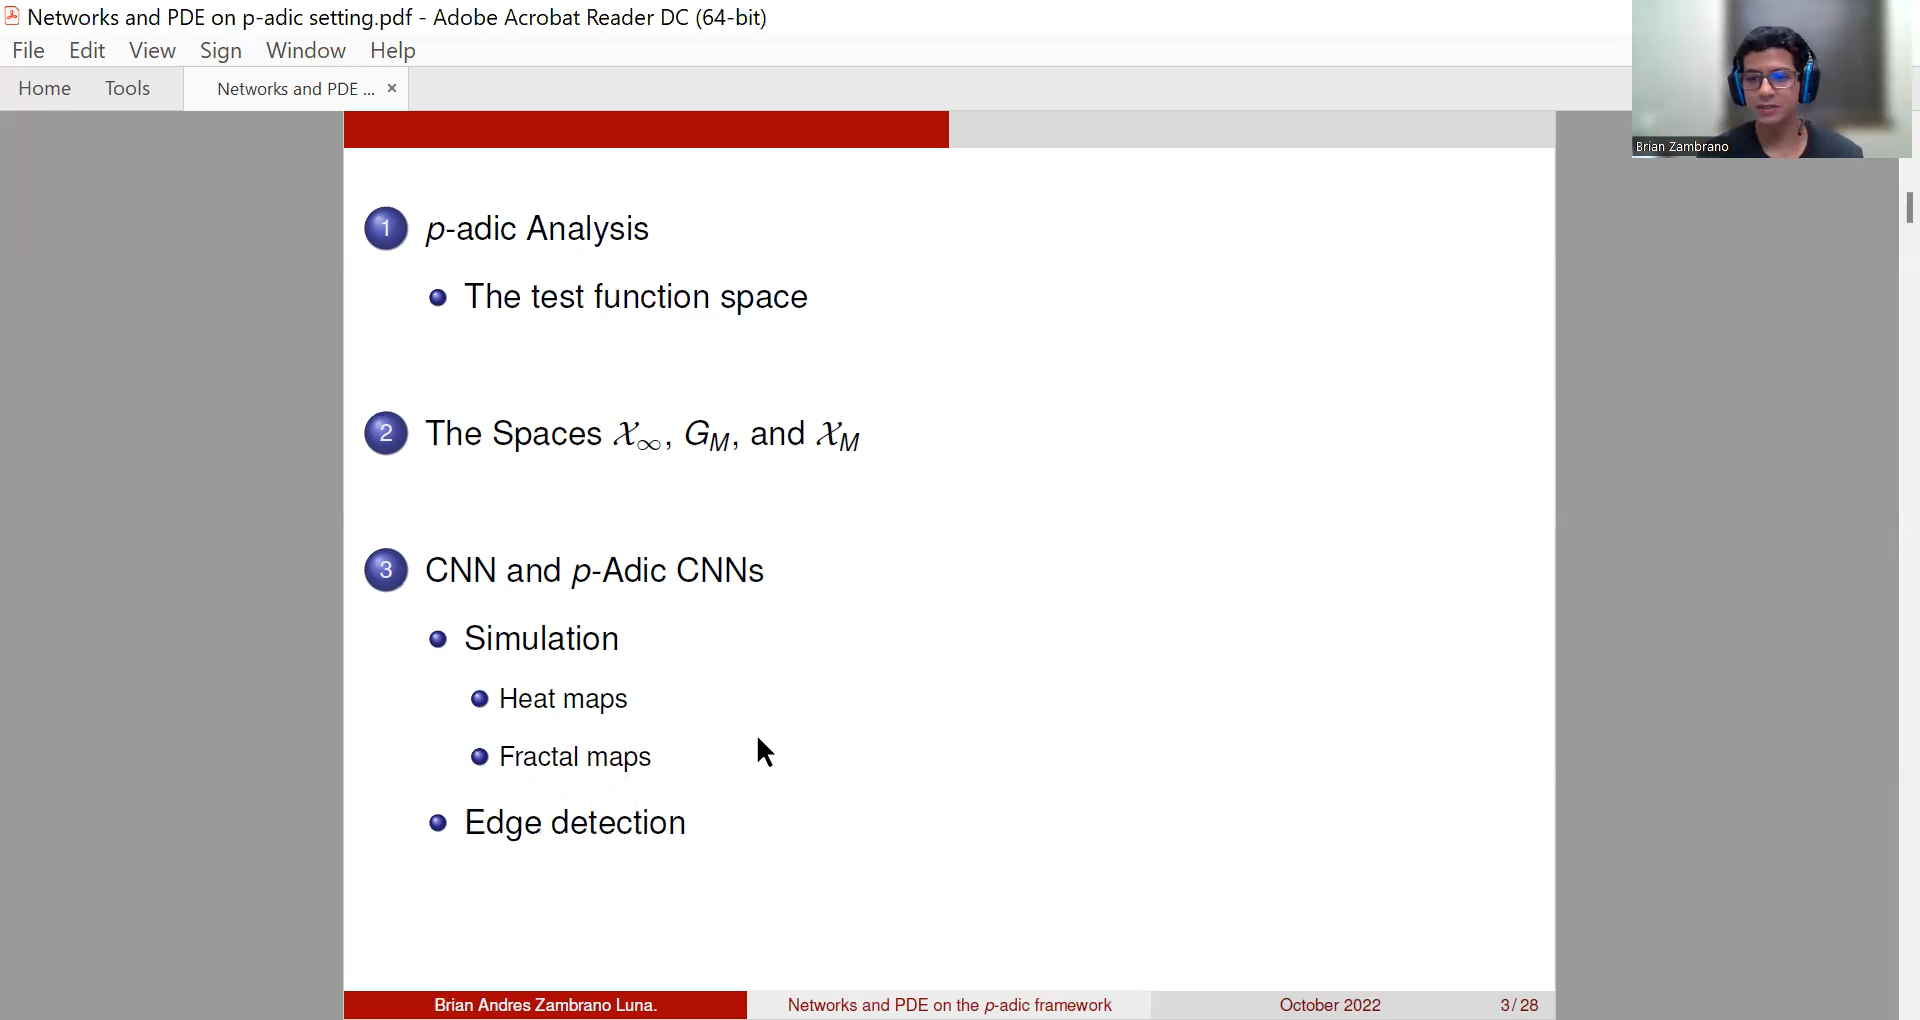 Networks and PDE on p-adic setting.pdf - Adobe Acrobat Reader DC (64-bit)
File Edit View Sign Window Help
Home Tools Networks and PDE ... ×
Brian Zambrano
1 p-adic Analysis
The test function space
2 The Spaces 𝒳∞, G_M, and 𝒳_M
3 CNN and p-Adic CNNs
Simulation
Heat maps
Fractal maps
Edge detection
Brian Andres Zambrano Luna. Networks and PDE on the p-adic framework October 2022 3/28